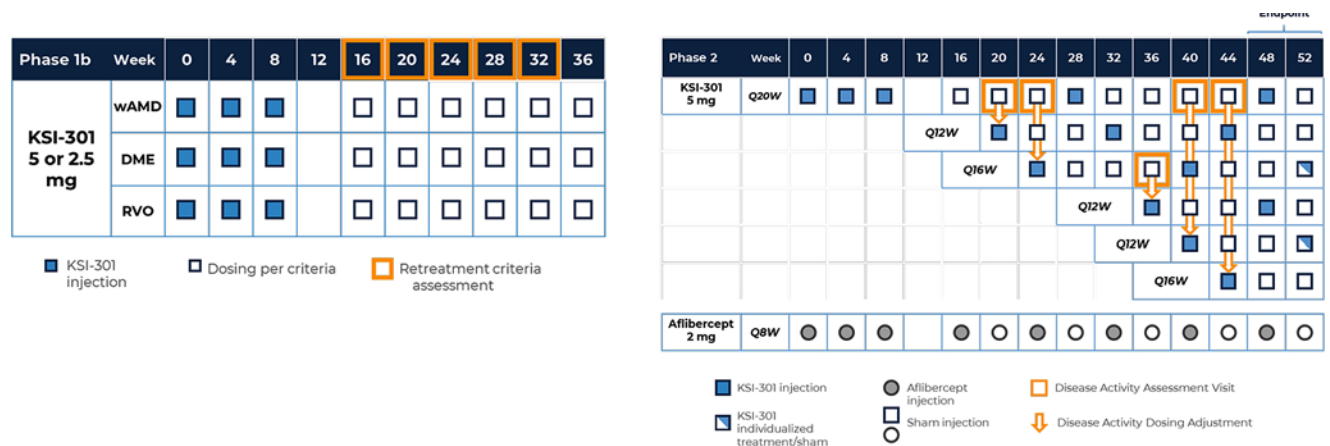 Endpoint
Phase 1b Week 0 4 8 12 16 20 24 28 32 36
KSI-301
5 or 2.5
mg
wAMD
DME
RVO
KSI-301
injection
Dosing per criteria
Retreatment criteria
assessment
Phase 2 Week 0 4 8 12 16 20 24 28 32 36 40 44 48 52
KSI-301
5 mg
Q20W
Q12W
Q16W
Q12W
Q12W
Q16W
Aflibercept
2 mg
Q8W
KSI-301 injection
KSI-301
individualized
treatment/sham
Aflibercept
injection
Sham injection
Disease Activity Assessment Visit
Disease Activity Dosing Adjustment